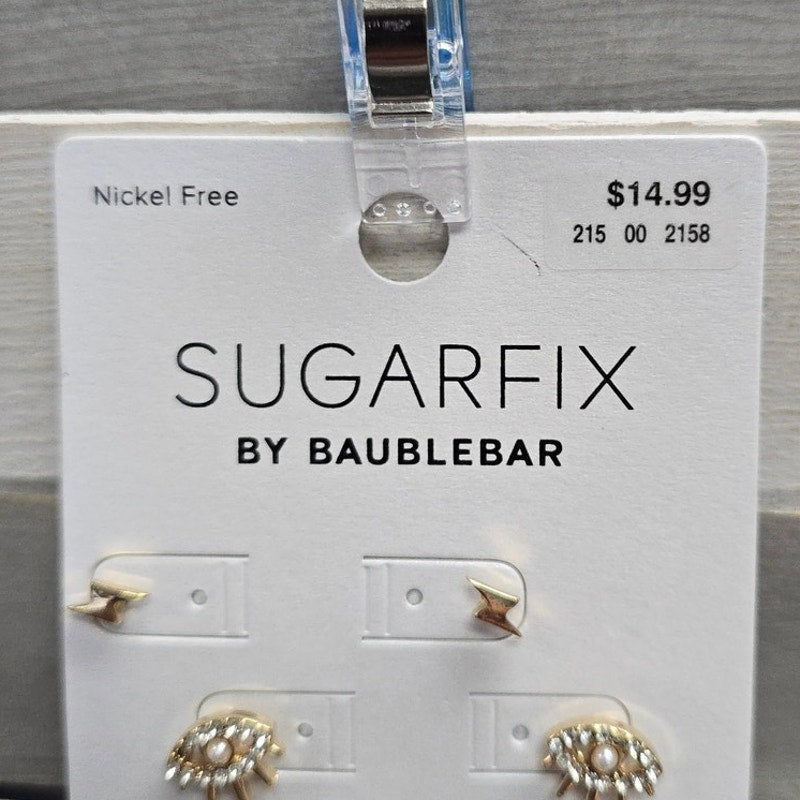 Nickel Free
$14.99
215 00 2158
SUGARFIX
BY BAUBLEBAR